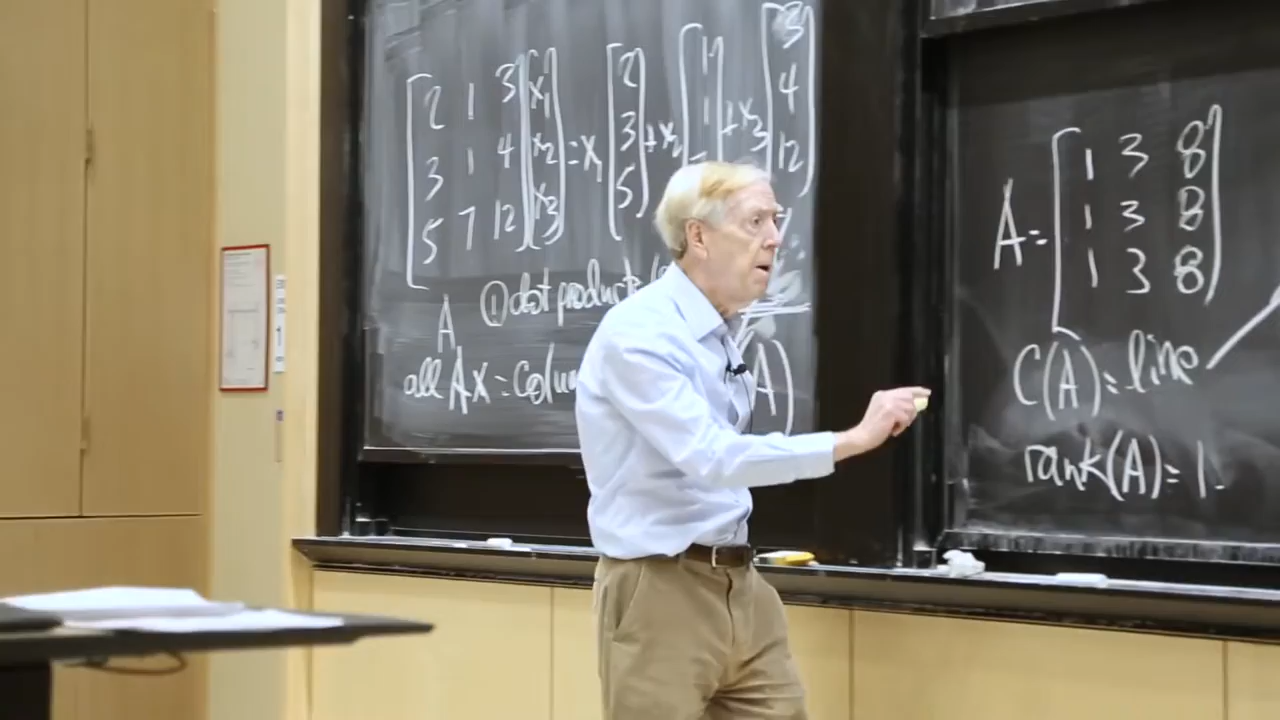 [2 1 3] [x₁] = x₁ [2] + x₂ [1] + x₃ [3]
[3 1 4] [x₂] [3] [1] [4]
[5 7 12] [x₃] [5] [12]
A ① dot product
all Ax = Colu A)
A = [1 3 8]
[1 3 8]
[1 3 8]
C(A) = line
rank(A) = 1.